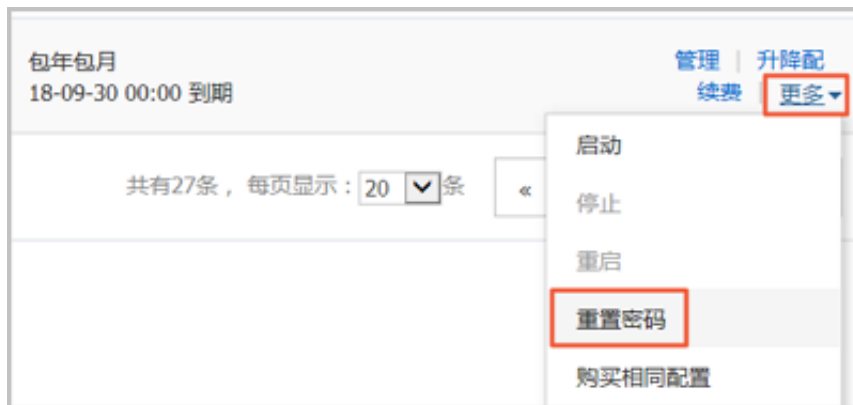 包年包月
管理 | 升降配
18-09-30 00:00 到期
续费 | 更多
共有27条，每页显示：20 条 «
启动
停止
重启
重置密码
购买相同配置